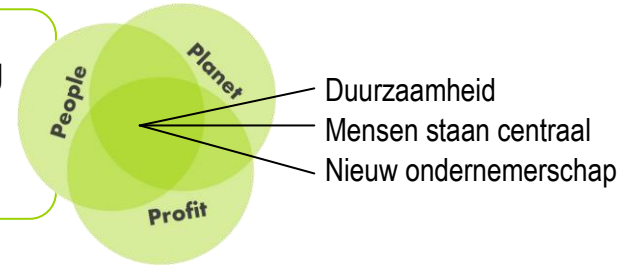 People
Planet
Profit
Duurzaamheid
Mensen staan centraal
Nieuw ondernemerschap